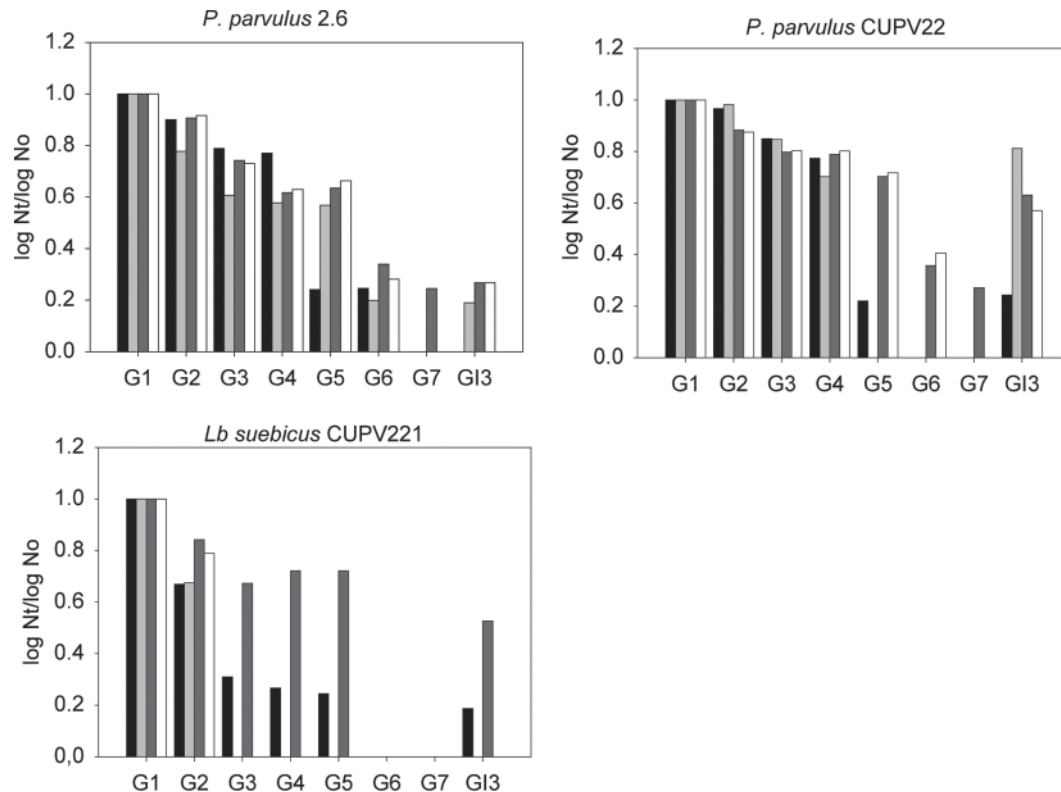 P. parvulus 2.6
1.2
1.0
0.8
0.6
0.4
0.2
0.0
log Nt/log No
G1 G2 G3 G4 G5 G6 G7 GI3
P. parvulus CUPV22
1.2
1.0
0.8
0.6
0.4
0.2
0.0
log Nt/log No
G1 G2 G3 G4 G5 G6 G7 GI3
Lb suebicus CUPV221
1.2
1.0
0.8
0.6
0.4
0.2
0,0
log Nt/log No
G1 G2 G3 G4 G5 G6 G7 GI3